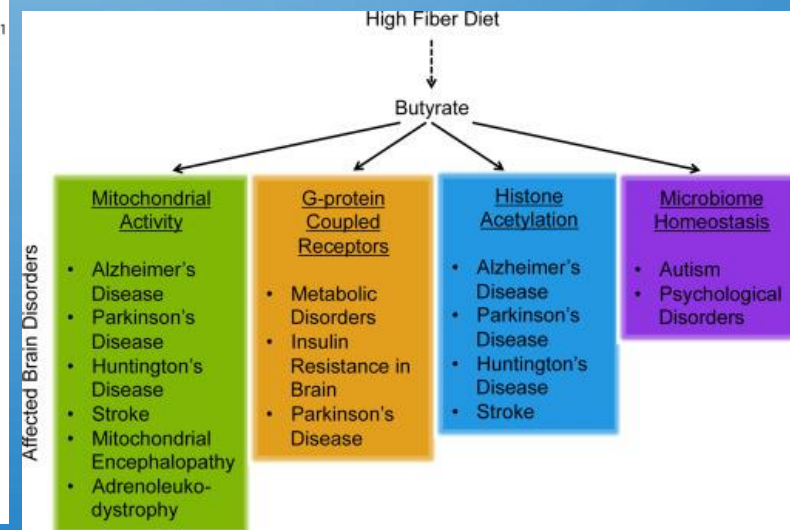 1
High Fiber Diet
Butyrate
Affected Brain Disorders
Mitochondrial
Activity
• Alzheimer's
Disease
• Parkinson's
Disease
• Huntington's
Disease
• Stroke
• Mitochondrial
Encephalopathy
• Adrenoleuko-
dystrophy
G-protein
Coupled
Receptors
• Metabolic
Disorders
• Insulin
Resistance in
Brain
• Parkinson's
Disease
Histone
Acetylation
• Alzheimer's
Disease
• Parkinson's
Disease
• Huntington's
Disease
• Stroke
Microbiome
Homeostasis
• Autism
• Psychological
Disorders